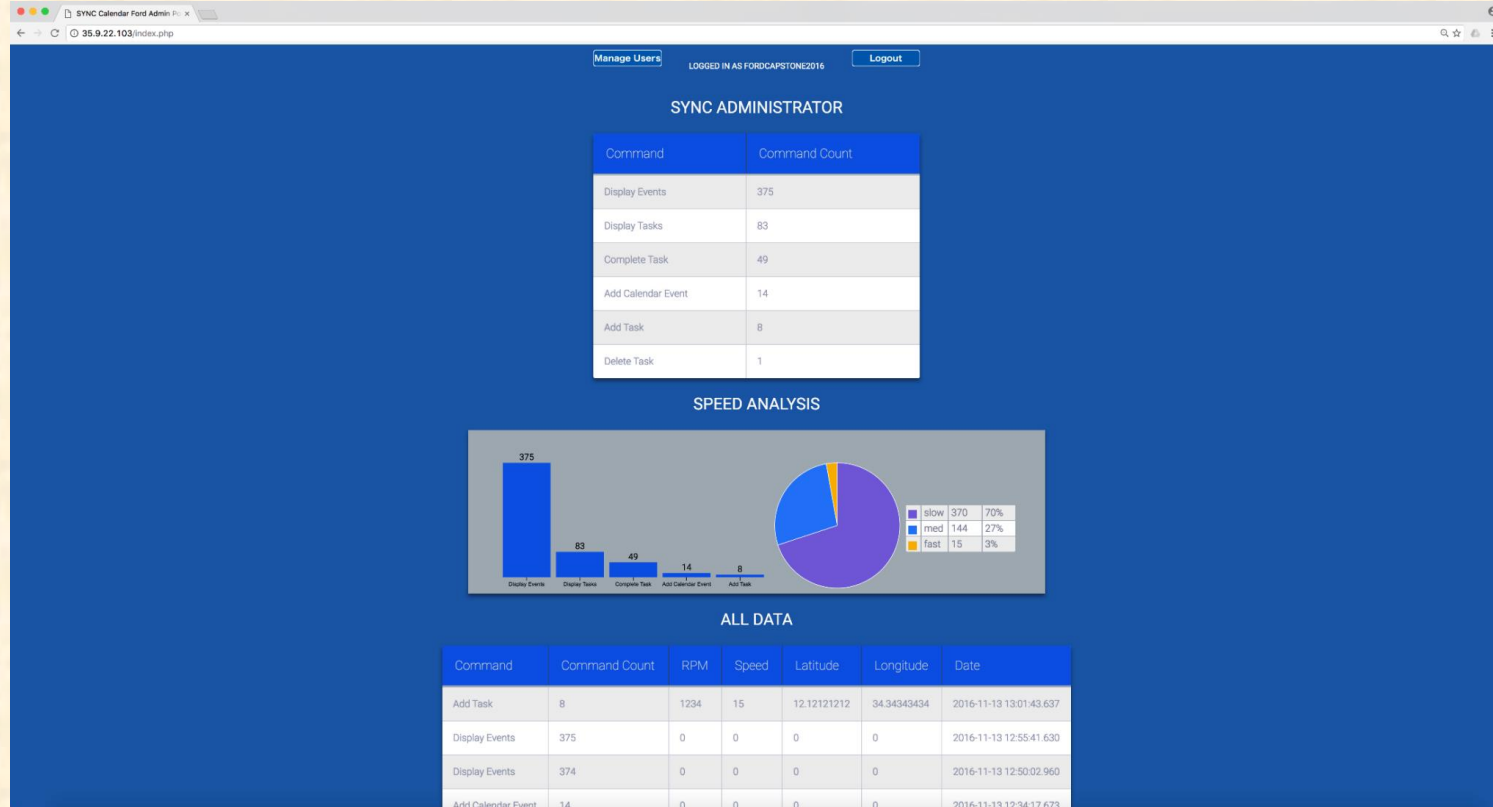 SYNC Calendar Ford Admin Po
35.9.22.103/index.php
Manage Users LOGGED IN AS FORDCAPSTONE2016 Logout
SYNC ADMINISTRATOR
Command Command Count
Display Events 375
Display Tasks 83
Complete Task 49
Add Calendar Event 14
Add Task 8
Delete Task 1
SPEED ANALYSIS
375
83
49
14
8
Display Events Display Tasks Complete Task Add Calendar Event Add Task
slow 370 70%
med 144 27%
fast 15 3%
ALL DATA
Command Command Count RPM Speed Latitude Longitude Date
Add Task 8 1234 15 12.12121212 34.34343434 2016-11-13 13:01:43.637
Display Events 375 0 0 0 0 2016-11-13 12:55:41.630
Display Events 374 0 0 0 0 2016-11-13 12:50:02.960
Add Calendar Event 14 0 0 0 0 2016-11-13 12:34:17.673